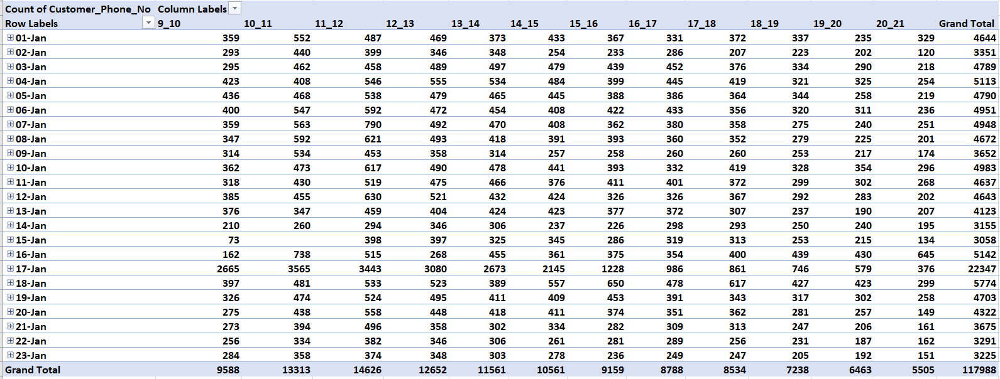 Count of Customer_Phone_No Column Labels
Row Labels 9_10 10_11 11_12 12_13 13_14 14_15 15_16 16_17 17_18 18_19 19_20 20_21 Grand Total
01-Jan 359 552 487 469 373 433 367 331 372 337 235 329 4644
02-Jan 293 440 399 346 348 254 233 286 207 223 202 120 3351
03-Jan 295 462 458 489 497 479 439 452 376 334 290 218 4789
04-Jan 423 408 546 555 534 484 399 445 419 321 325 254 5113
05-Jan 436 468 538 479 465 445 388 386 364 344 258 219 4790
06-Jan 400 547 592 472 454 408 422 433 356 320 311 236 4951
07-Jan 359 563 790 492 470 408 362 380 358 275 240 251 4948
08-Jan 347 592 621 493 418 391 393 360 352 279 225 201 4672
09-Jan 314 534 453 358 314 257 258 260 260 253 217 174 3652
10-Jan 362 473 617 490 478 441 393 332 419 328 354 296 4983
11-Jan 318 430 519 475 466 376 411 401 372 299 302 268 4637
12-Jan 385 455 630 521 432 424 326 326 367 292 283 202 4643
13-Jan 376 347 459 404 424 423 377 372 307 237 190 207 4123
14-Jan 210 260 294 346 306 237 226 298 293 250 240 195 3155
15-Jan 73 398 397 325 345 286 319 313 253 215 134 3058
16-Jan 162 738 515 268 455 361 375 354 400 439 430 645 5142
17-Jan 2665 3565 3443 3080 2673 2145 1228 986 861 746 579 376 22347
18-Jan 397 481 533 523 389 557 650 478 617 427 423 299 5774
19-Jan 326 474 524 495 411 409 453 391 343 317 302 258 4703
20-Jan 275 438 558 448 418 411 374 351 362 281 257 149 4322
21-Jan 273 394 496 358 302 334 282 309 313 247 206 161 3675
22-Jan 256 334 382 346 306 261 281 289 256 231 187 162 3291
23-Jan 284 358 374 348 303 278 236 249 247 205 192 151 3225
Grand Total 9588 13313 14626 12652 11561 10561 9159 8788 8534 7238 6463 5505 117988